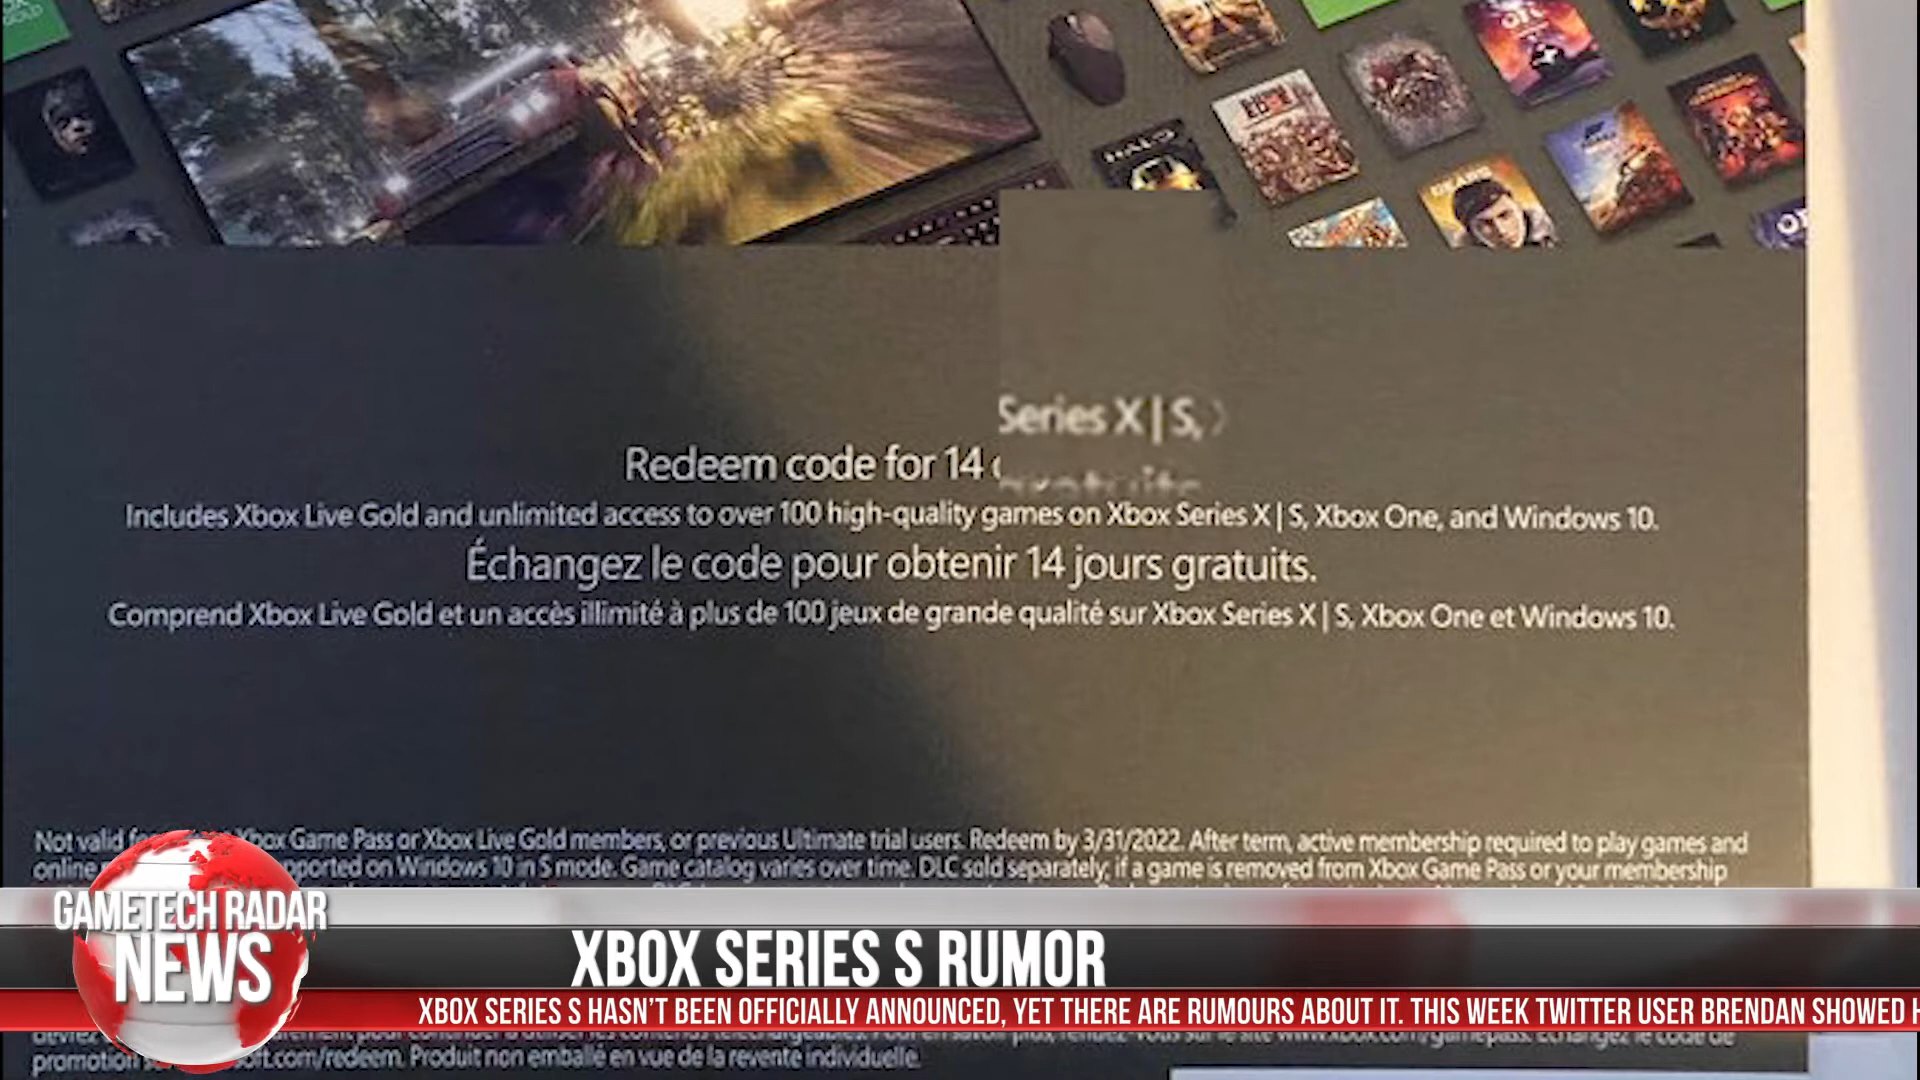 HALO
GEARS
Series X | S,
Redeem code for 14
Includes Xbox Live Gold and unlimited access to over 100 high-quality games on Xbox Series X | S, Xbox One, and Windows 10.
Échangez le code pour obtenir 14 jours gratuits.
Comprend Xbox Live Gold et un accès illimité à plus de 100 jeux de grande qualité sur Xbox Series X | S, Xbox One et Windows 10.
Not valid Xbox Game Pass or Xbox Live Gold members, or previous Ultimate trial users. Redeem by 3/31/2022. After term, active membership required to play games and
online on Windows 10 in S mode. Game catalog varies over time. DLC sold separately, if a game is removed from Xbox Game Pass or your membership
GAMETECH RADAR
NEWS
XBOX SERIES S RUMOR
XBOX SERIES S HASN'T BEEN OFFICIALLY ANNOUNCED, YET THERE ARE RUMOURS ABOUT IT. THIS WEEK TWITTER USER BRENDAN SHOWED
promotion .com/redeem. Produit non emballé en vue de la revente individuelle.